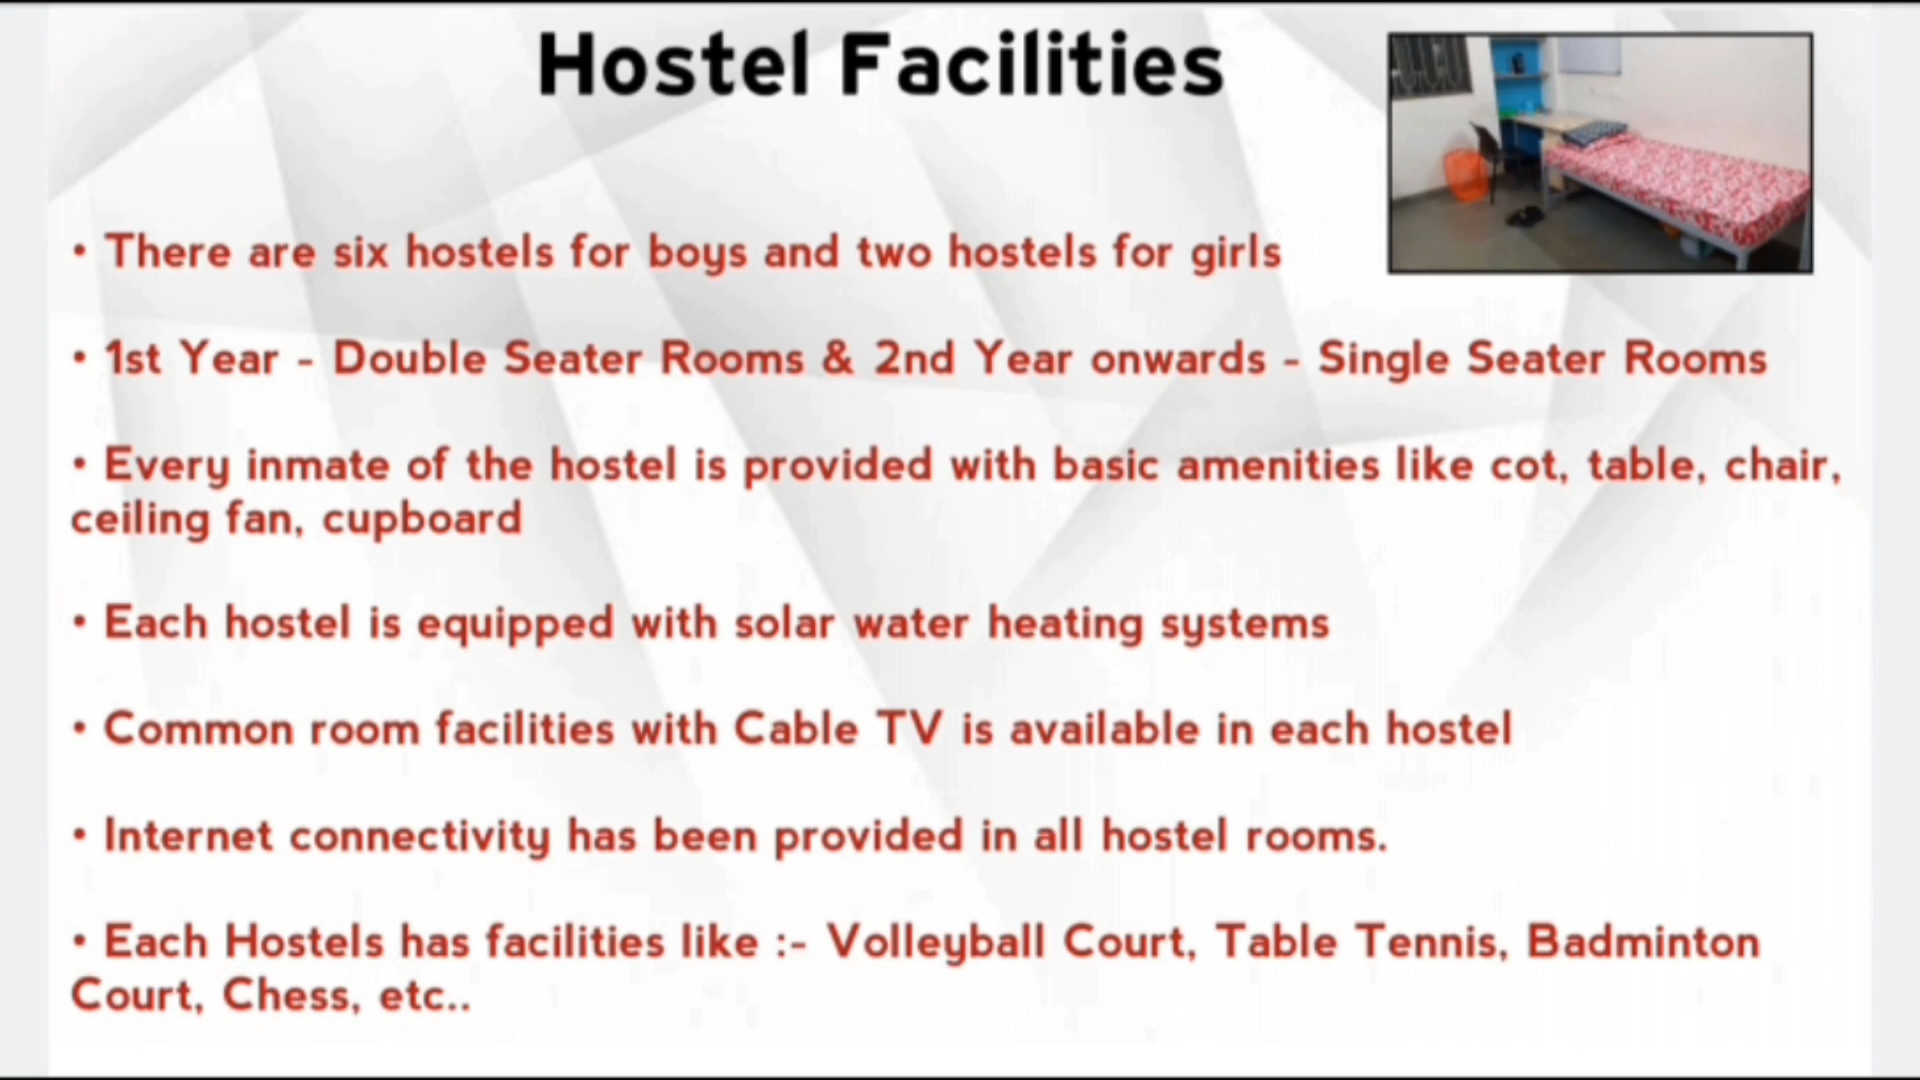 Hostel Facilities
• There are six hostels for boys and two hostels for girls
• 1st Year - Double Seater Rooms & 2nd Year onwards - Single Seater Rooms
• Every inmate of the hostel is provided with basic amenities like cot, table, chair,
ceiling fan, cupboard
• Each hostel is equipped with solar water heating systems
• Common room facilities with Cable TV is available in each hostel
• Internet connectivity has been provided in all hostel rooms.
• Each Hostels has facilities like :- Volleyball Court, Table Tennis, Badminton
Court, Chess, etc..